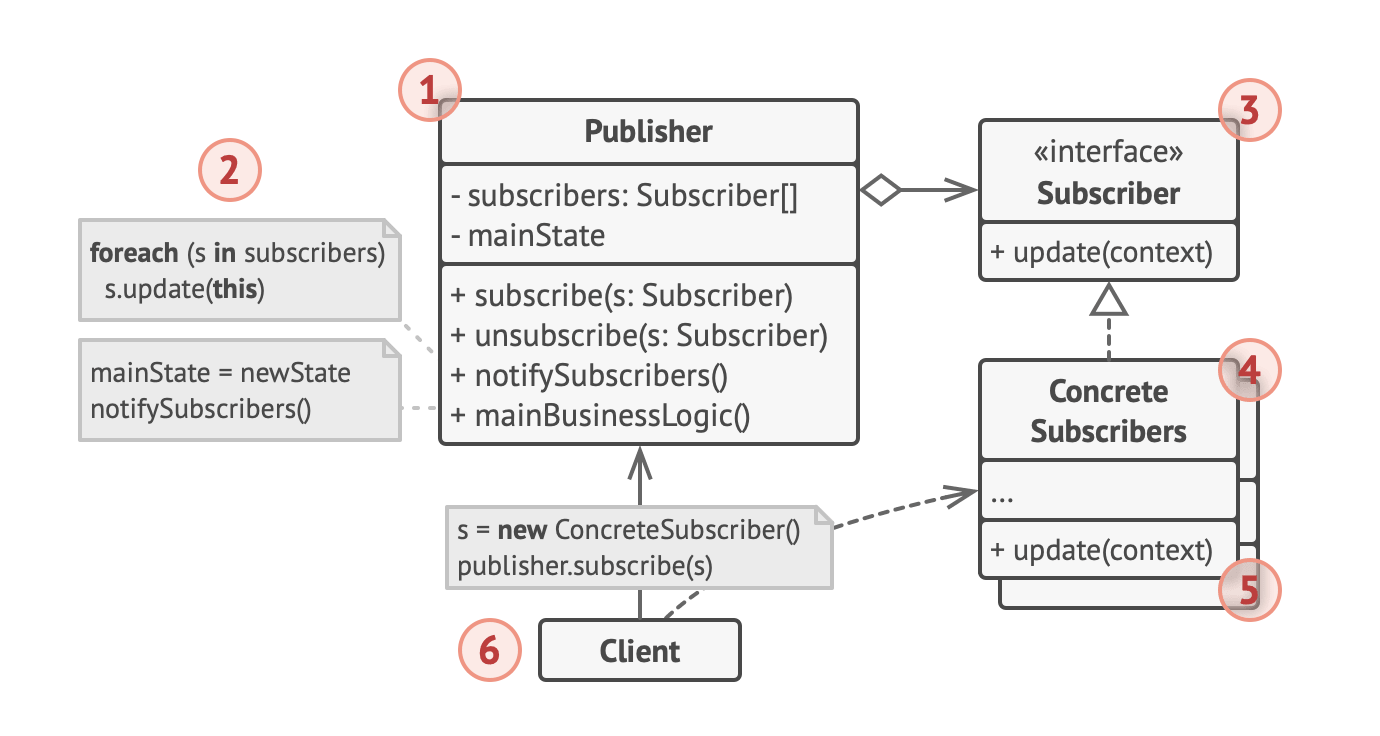 1
Publisher
- subscribers: Subscriber[]
- mainState
+ subscribe(s: Subscriber)
+ unsubscribe(s: Subscriber)
+ notifySubscribers()
+ mainBusinessLogic()
2
foreach (s in subscribers)
s.update(this)
mainState = newState
notifySubscribers()
3
«interface»
Subscriber
+ update(context)
4
Concrete
Subscribers
...
+ update(context)
5
s = new ConcreteSubscriber()
publisher.subscribe(s)
6
Client